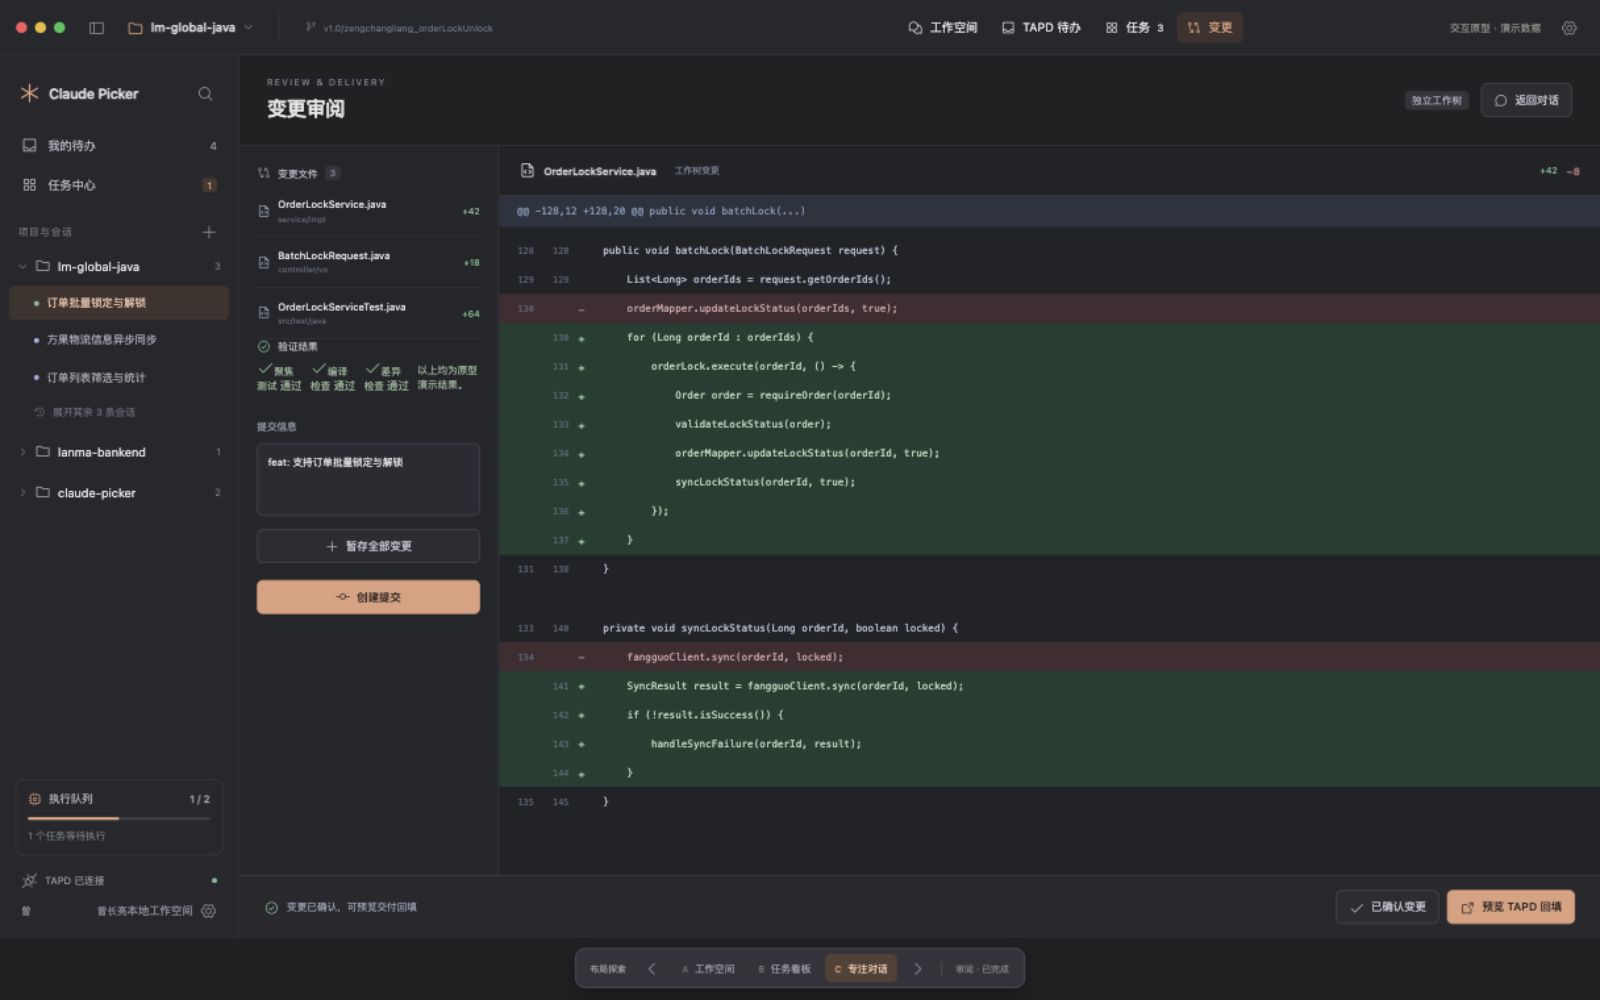 lm-global-java
v1.0/zengchangliang_orderLockUnlock
工作空间
TAPD 待办
任务 3
变更
交互原型 · 演示数据
Claude Picker
我的待办 4
任务中心 1
项目与会话
lm-global-java 3
订单批量锁定与解锁
方果物流信息异步同步
订单列表筛选与统计
展开其余 3 条会话
lanma-bankend 1
claude-picker 2
执行队列 1 / 2
1 个任务等待执行
TAPD 已连接
曾 曾长亮本地工作空间
REVIEW & DELIVERY
变更审阅
独立工作树
返回对话
变更文件 3
OrderLockService.java
service/impl
+42
BatchLockRequest.java
controller/vo
+18
OrderLockServiceTest.java
src/test/java
+64
验证结果
聚焦测试 通过
编译检查 通过
差异检查 通过
以上均为原型演示结果。
提交信息
feat: 支持订单批量锁定与解锁
暂存全部变更
创建提交
OrderLockService.java 工作树变更 +42 −8
@@ -128,12 +128,20 @@ public void batchLock(...)
128 128 public void batchLock(BatchLockRequest request) {
129 129 List<Long> orderIds = request.getOrderIds();
130 − orderMapper.updateLockStatus(orderIds, true);
130 + for (Long orderId : orderIds) {
131 + orderLock.execute(orderId, () -> {
132 + Order order = requireOrder(orderId);
133 + validateLockStatus(order);
134 + orderMapper.updateLockStatus(orderId, true);
135 + syncLockStatus(orderId, true);
136 + });
137 + }
131 138 }
133 140 private void syncLockStatus(Long orderId, boolean locked) {
134 − fangguoClient.sync(orderId, locked);
141 + SyncResult result = fangguoClient.sync(orderId, locked);
142 + if (!result.isSuccess()) {
143 + handleSyncFailure(orderId, result);
144 + }
135 145 }
变更已确认，可预览交付回填
已确认变更
预览 TAPD 回填
布局探索
A 工作空间
B 任务看板
C 专注对话
审阅 · 已完成